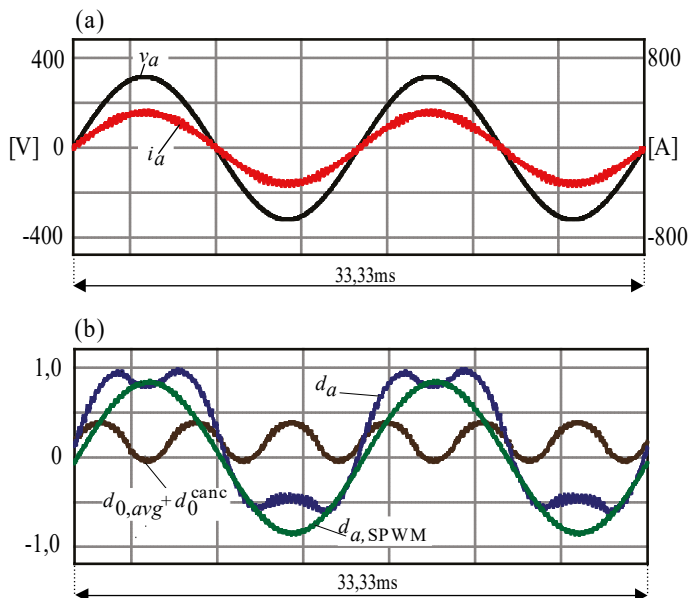 (a)
400
800
v_a
[V]
0
i_a
[A]
-400
-800
33,33ms
(b)
1,0
d_a
0
d_{0,avg} + d_0^{canc}
d_{a,SPWM}
-1,0
33,33ms